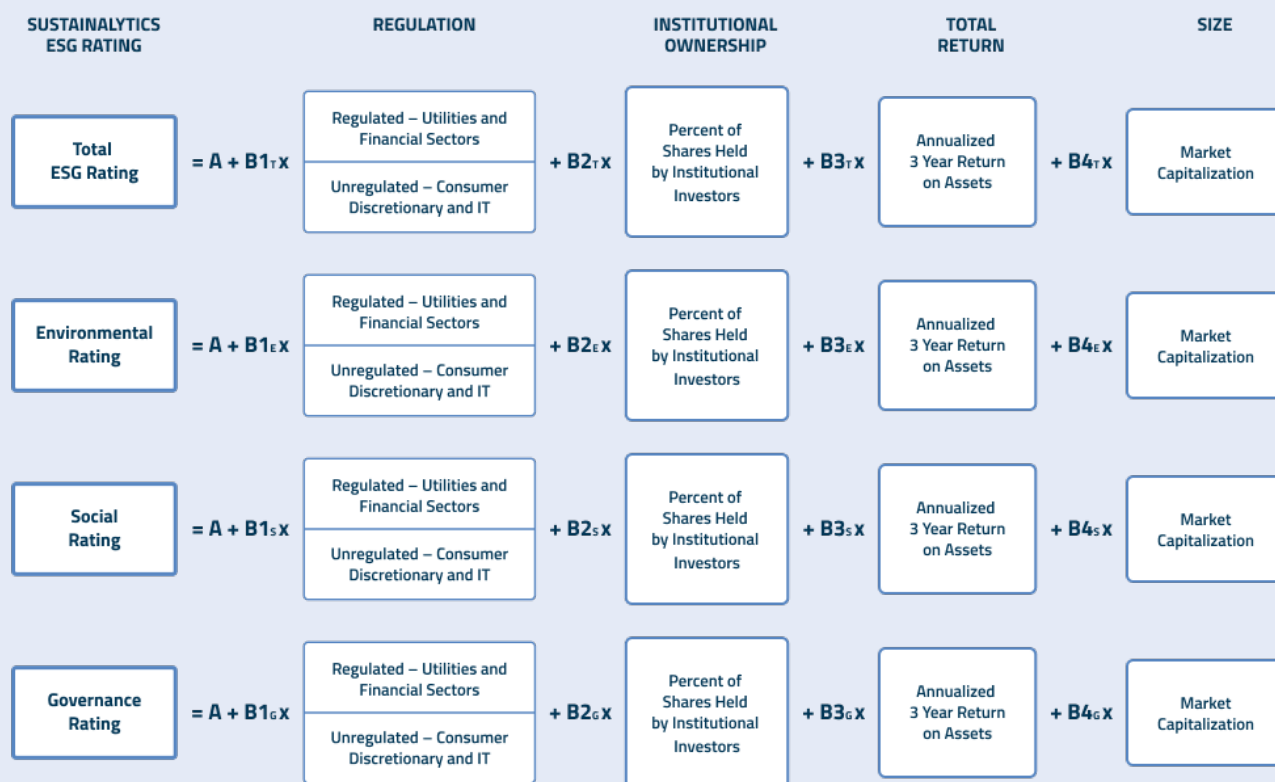 SUSTAINALYTICS
ESG RATING
REGULATION
INSTITUTIONAL
OWNERSHIP
TOTAL
RETURN
SIZE
Total
ESG Rating
= A + B1T x
Regulated – Utilities and
Financial Sectors
Unregulated – Consumer
Discretionary and IT
+ B2T x
Percent of
Shares Held
by Institutional
Investors
+ B3T x
Annualized
3 Year Return
on Assets
+ B4T x
Market
Capitalization
Environmental
Rating
= A + B1E x
Regulated – Utilities and
Financial Sectors
Unregulated – Consumer
Discretionary and IT
+ B2E x
Percent of
Shares Held
by Institutional
Investors
+ B3E x
Annualized
3 Year Return
on Assets
+ B4E x
Market
Capitalization
Social
Rating
= A + B1S x
Regulated – Utilities and
Financial Sectors
Unregulated – Consumer
Discretionary and IT
+ B2S x
Percent of
Shares Held
by Institutional
Investors
+ B3S x
Annualized
3 Year Return
on Assets
+ B4S x
Market
Capitalization
Governance
Rating
= A + B1G x
Regulated – Utilities and
Financial Sectors
Unregulated – Consumer
Discretionary and IT
+ B2G x
Percent of
Shares Held
by Institutional
Investors
+ B3G x
Annualized
3 Year Return
on Assets
+ B4G x
Market
Capitalization